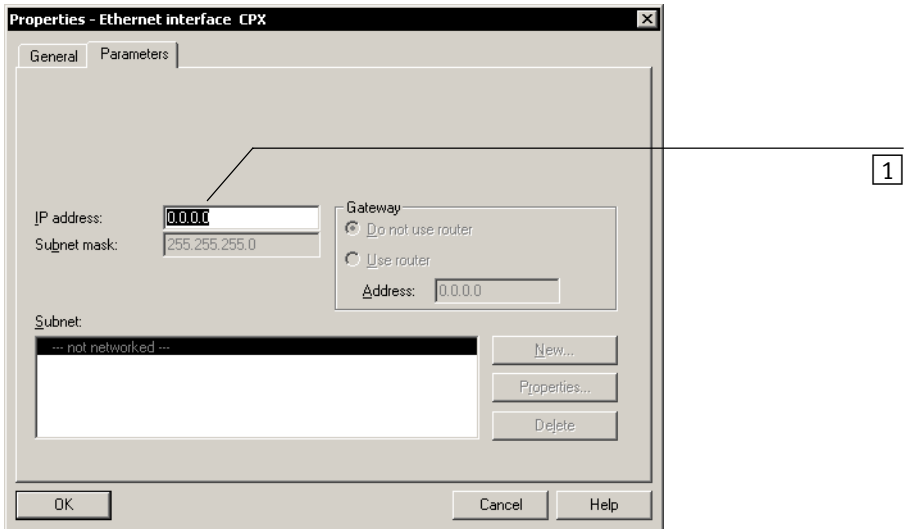 Properties - Ethernet interface CPX
General Parameters
1
IP address: 0.0.0.0
Subnet mask: 255.255.255.0
Gateway
Do not use router
Use router
Address: 0.0.0.0
Subnet:
--- not networked ---
New...
Properties...
Delete
OK Cancel Help